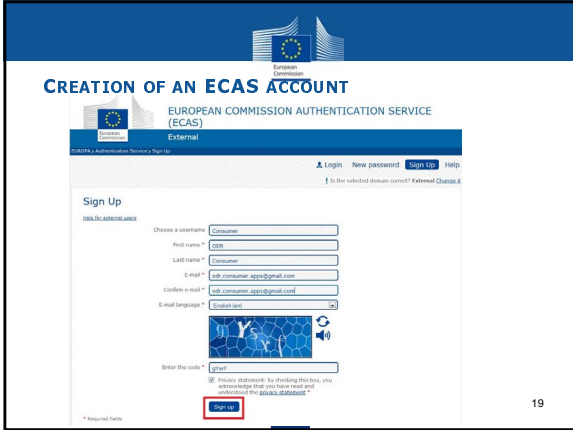 European
Commission
CREATION OF AN ECAS ACCOUNT
EUROPEAN COMMISSION AUTHENTICATION SERVICE
(ECAS)
European
Commission
External
EUROPA > Authentication Service > Sign Up
Login New password Sign Up Help
! Is the selected domain correct? External Change it
Sign Up
Help for external users
Choose a username Consumer
First name * ODR
Last name * Consumer
E-mail * odr.consumer.appv@gmail.com
Confirm e-mail * odr.consumer.appv@gmail.com
E-mail language * English (en)
gYsrf
Enter the code * gYsrf
Privacy statement: by checking this box, you
acknowledge that you have read and
understood the privacy statement *
Sign up
* Required fields
19